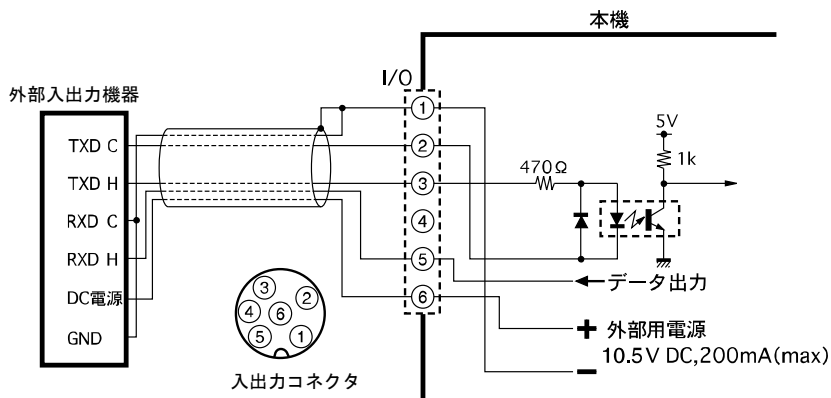 本機
I/O
外部入出力機器
TXD C
TXD H
RXD C
RXD H
DC電源
GND
①
②
③
④
⑤
⑥
470Ω
5V
1k
データ出力
+ 外部用電源
10.5V DC,200mA(max)
−
③
②
④
⑥
⑤
①
入出力コネクタ